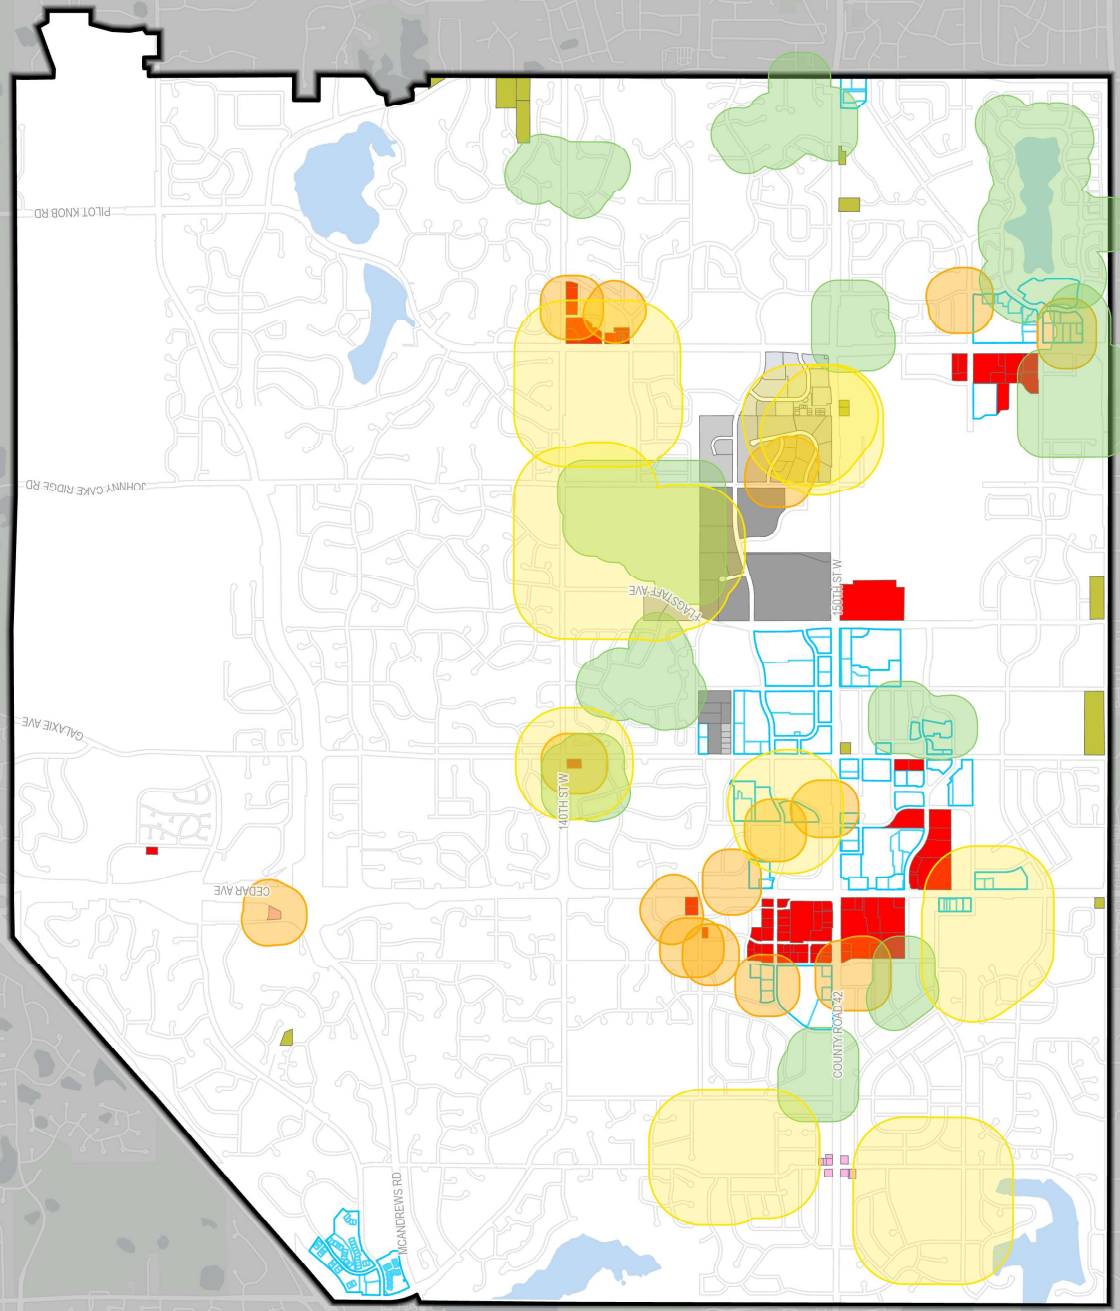 PILOT KNOB RD
JOHNNY CAKE RIDGE RD
FLAGSTAFF AVE
150TH ST W
GALAXIE AVE
140TH ST W
CEDAR AVE
COUNTY ROAD 42
MCANDREWS RD